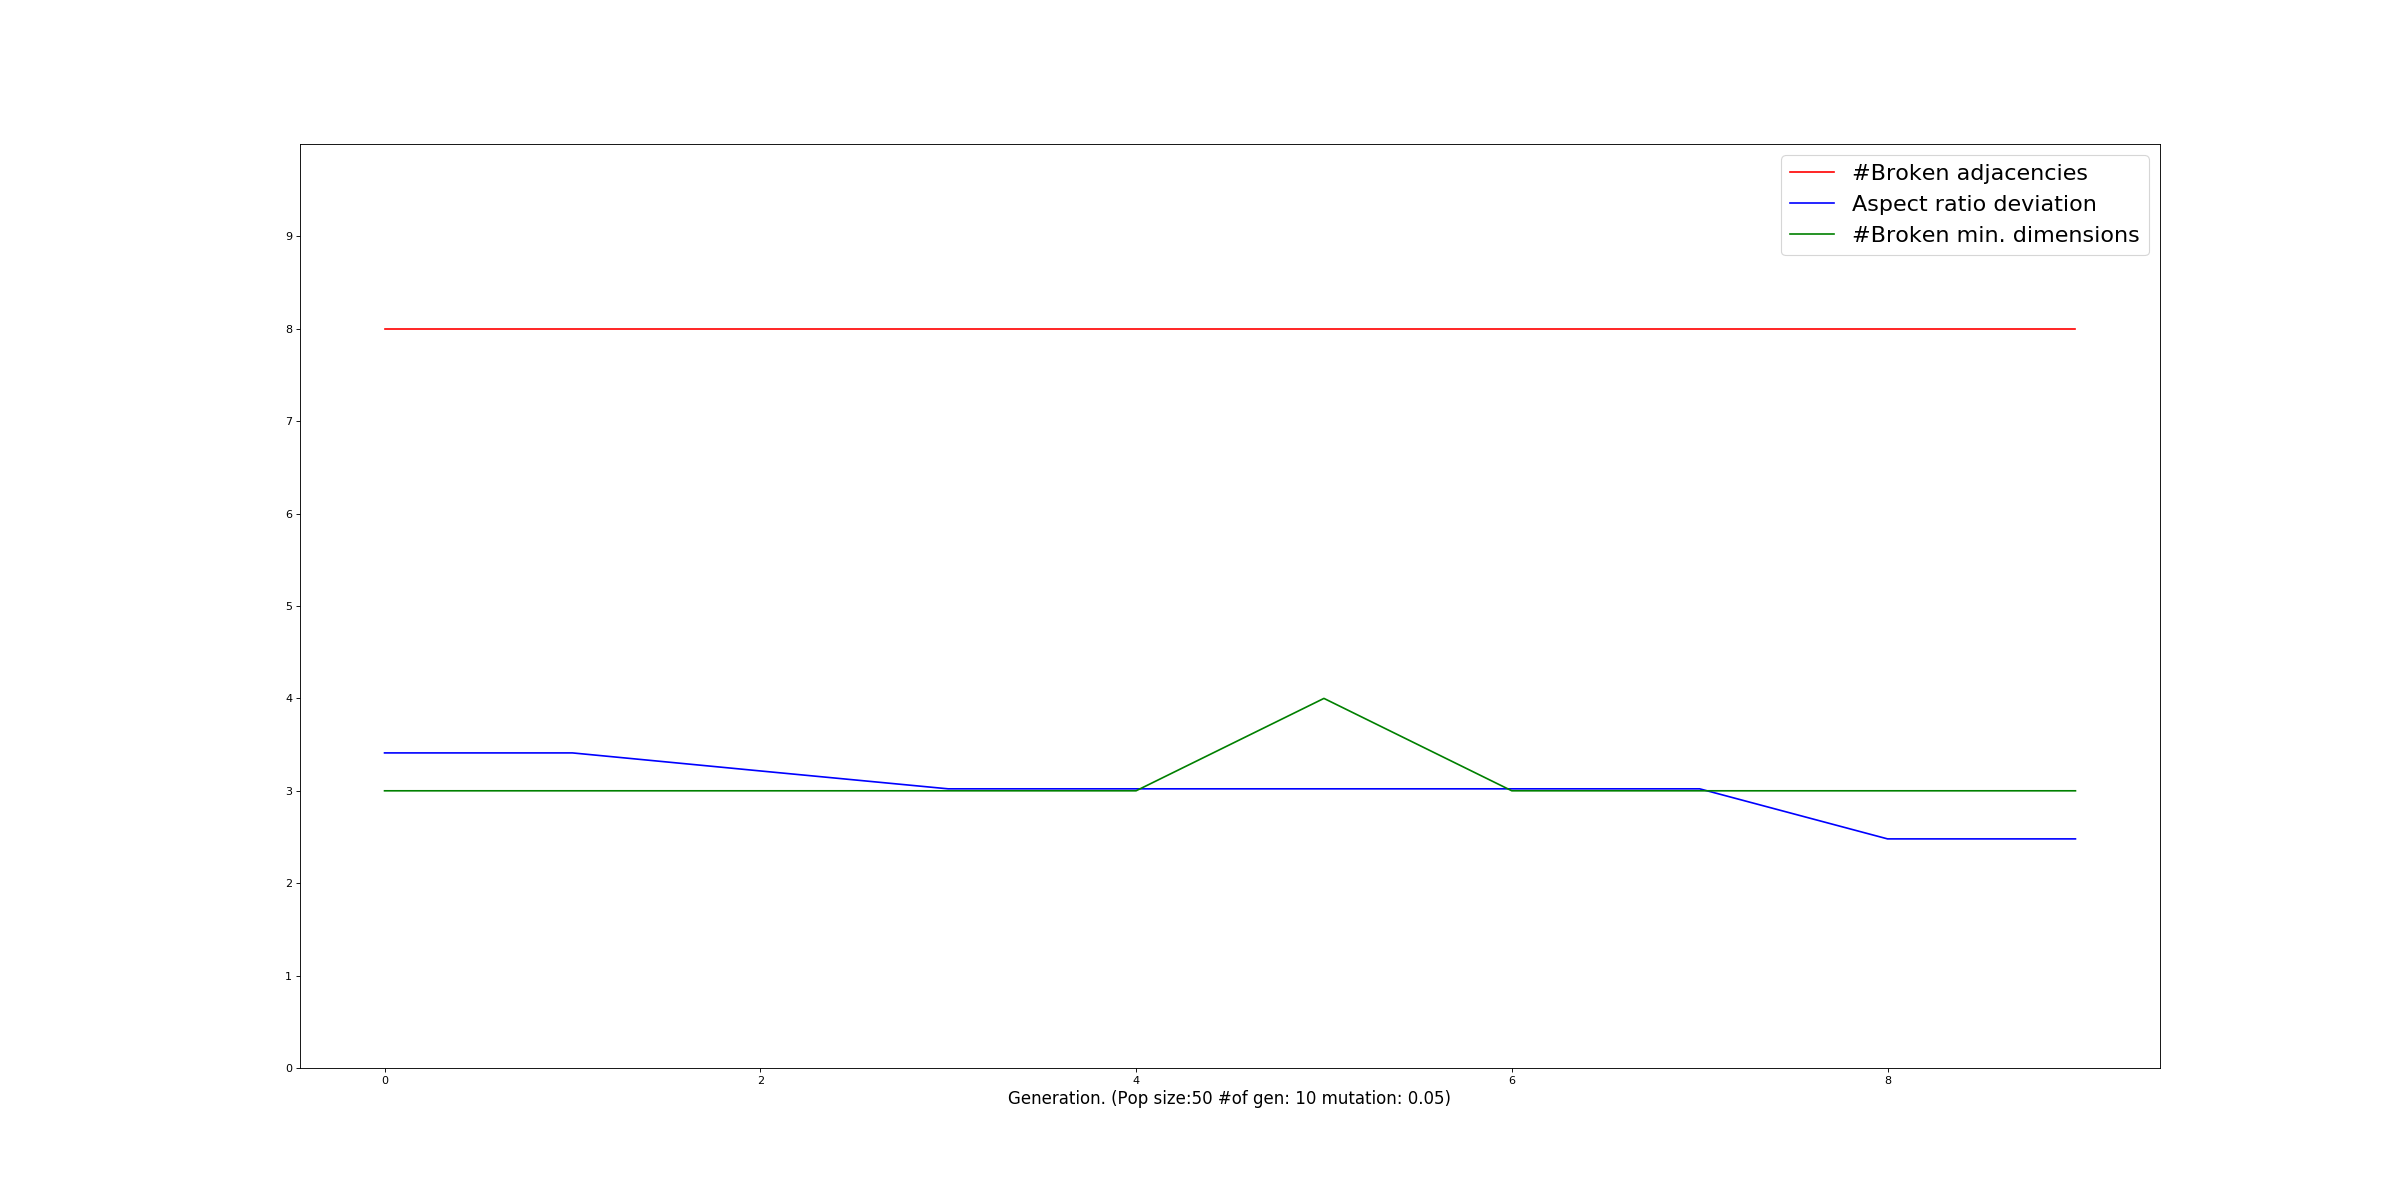 #Broken adjacencies
Aspect ratio deviation
#Broken min. dimensions
9
8
7
6
5
4
3
2
1
0
0 2 4 6 8
Generation. (Pop size:50 #of gen: 10 mutation: 0.05)